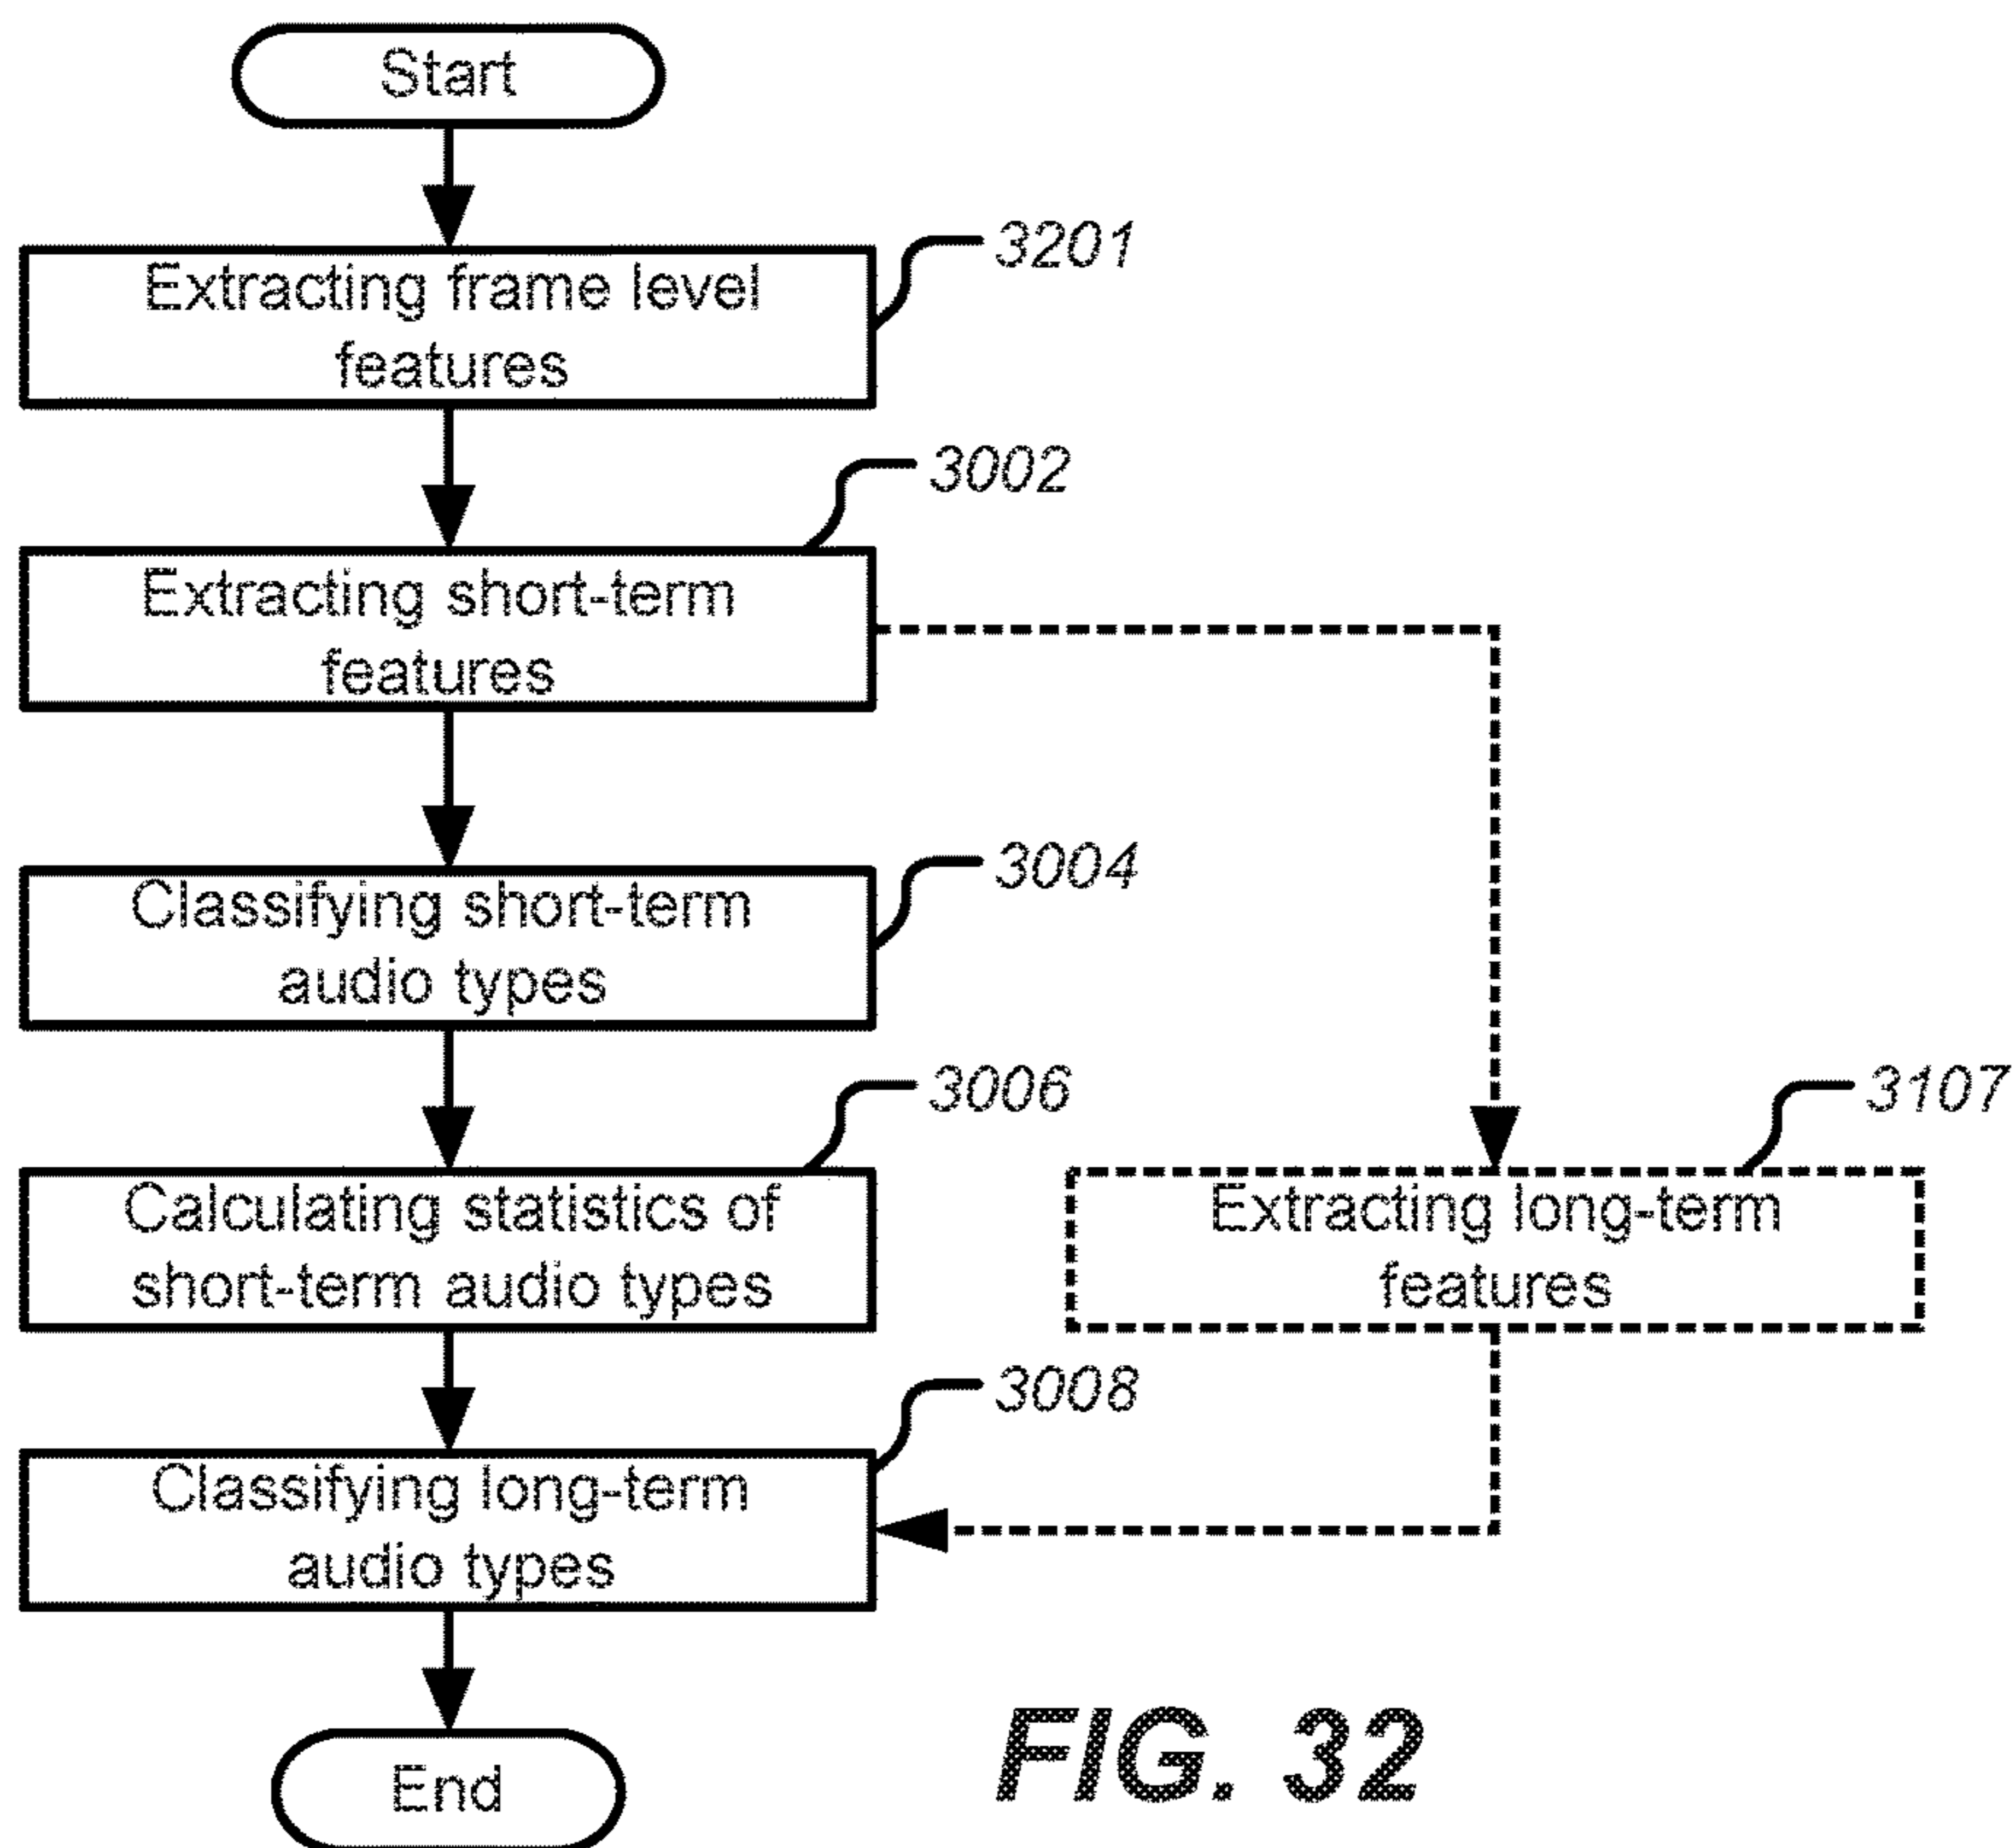 Start
3201
Extracting frame level
features
3002
Extracting short-term
features
3004
Classifying short-term
audio types
3006
3107
Calculating statistics of
short-term audio types
Extracting long-term
features
3008
Classifying long-term
audio types
End
FIG. 32